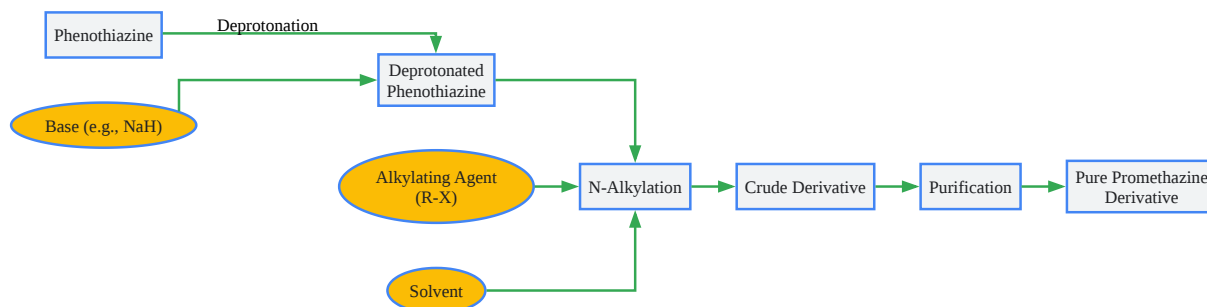 Phenothiazine
Deprotonation
Deprotonated
Phenothiazine
Base (e.g., NaH)
Alkylating Agent
(R-X)
N-Alkylation
Crude Derivative
Purification
Pure Promethazine
Derivative
Solvent